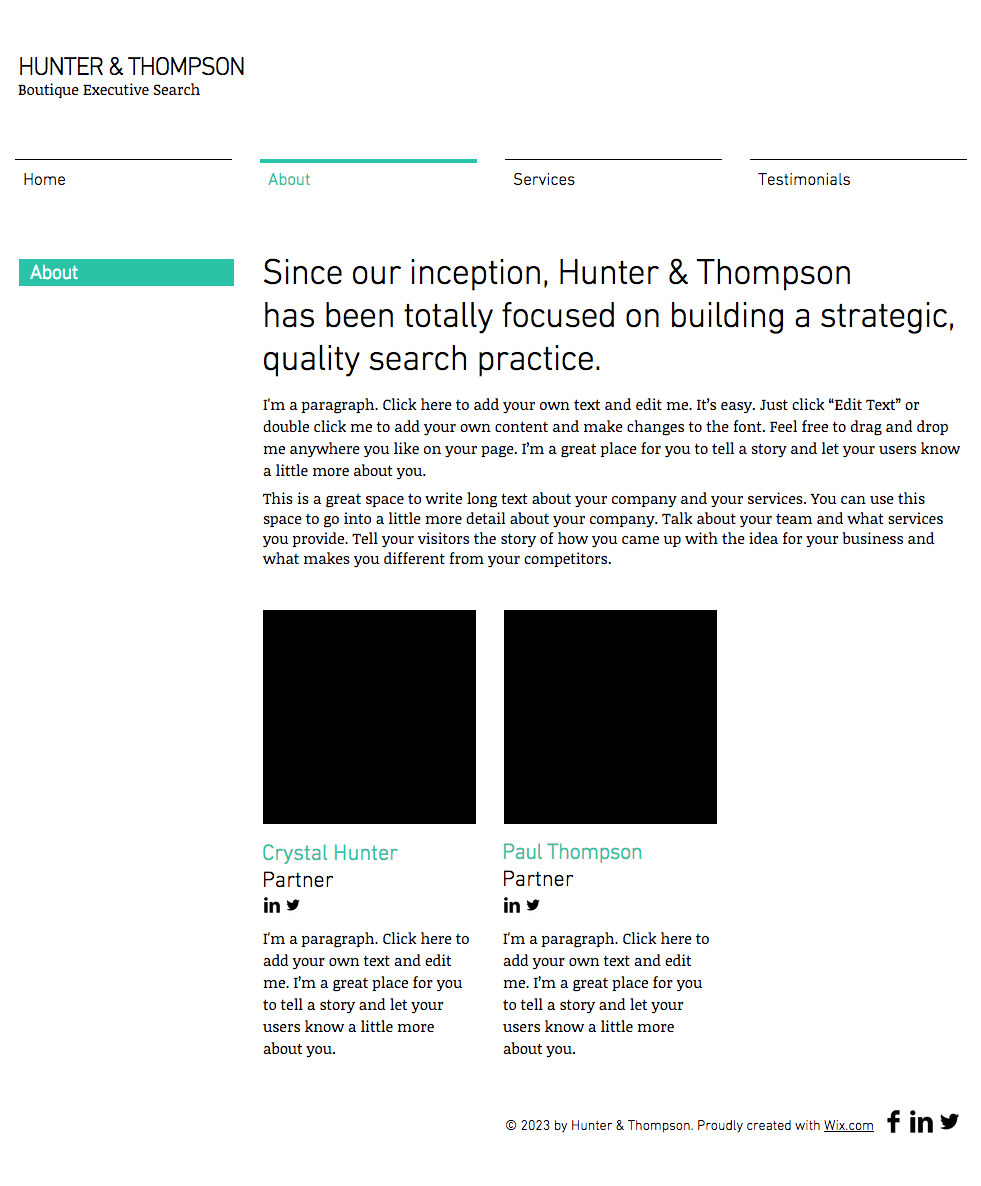 HUNTER & THOMPSON
Boutique Executive Search
Home
About
Services
Testimonials
About
Since our inception, Hunter & Thompson
has been totally focused on building a strategic,
quality search practice.
I'm a paragraph. Click here to add your own text and edit me. It’s easy. Just click “Edit Text” or
double click me to add your own content and make changes to the font. Feel free to drag and drop
me anywhere you like on your page. I’m a great place for you to tell a story and let your users know
a little more about you.
This is a great space to write long text about your company and your services. You can use this
space to go into a little more detail about your company. Talk about your team and what services
you provide. Tell your visitors the story of how you came up with the idea for your business and
what makes you different from your competitors.
Crystal Hunter
Partner
I'm a paragraph. Click here to
add your own text and edit
me. I’m a great place for you
to tell a story and let your
users know a little more
about you.
Paul Thompson
Partner
I'm a paragraph. Click here to
add your own text and edit
me. I’m a great place for you
to tell a story and let your
users know a little more
about you.
© 2023 by Hunter & Thompson. Proudly created with Wix.com